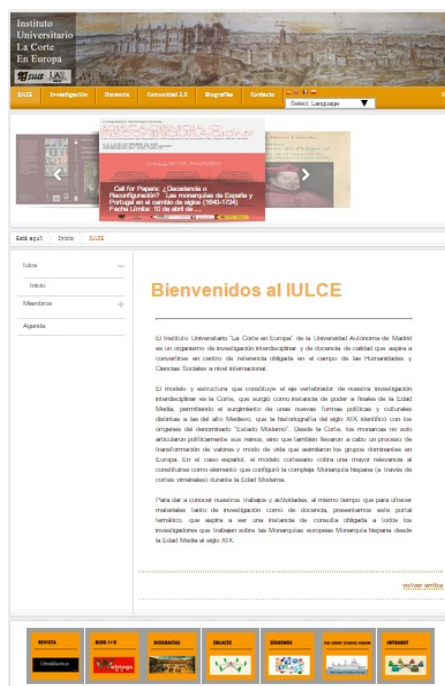 Instituto
Universitario
La Corte
En Europa
IULCE Investigación Docencia Comunidad 2.0 Biografías Contacto
Select Language ▼
CALL FOR PAPERS
Call for Papers: ¿Decadencia o
Reconfiguración? Las monarquías de España y
Portugal en el cambio de siglos (1640-1724)
Fecha Límite: 10 de abril de ...
Está aquí: Inicio IULCE
Iulce
Inicio
Miembros
Agenda
Bienvenidos al IULCE
El Instituto Universitario "La Corte en Europa" de la Universidad Autónoma de Madrid
es un organismo de investigación interdisciplinar y de docencia de calidad que aspira a
convertirse en centro de referencia obligada en el campo de las Humanidades y
Ciencias Sociales a nivel internacional.
El modelo y estructura que constituye el eje vertebrador de nuestra investigación
interdisciplinar es la Corte, que surgió como instancia de poder a finales de la Edad
Media, permitiendo el surgimiento de unas nuevas formas políticas y culturales
distintas a las del alto Medievo, que la historiografía del siglo XIX identificó con los
orígenes del denominado "Estado Moderno". Desde la Corte, los monarcas no solo
articularon políticamente sus reinos, sino que también llevaron a cabo un proceso de
transformación de valores y modo de vida que asimilaron los grupos dominantes en
Europa. En el caso español, el modelo cortesano cobra una mayor relevancia al
constituirse como elemento que configuró la compleja Monarquía hispana (a través de
cortes virreinales) durante la Edad Moderna.
Para dar a conocer nuestros trabajos y actividades, al mismo tiempo que para ofrecer
materiales tanto de investigación como de docencia, presentamos este portal
temático, que aspira a ser una instancia de consulta obligada a todos los
investigadores que trabajen sobre las Monarquías europeas Monarquía hispana desde
la Edad Media al siglo XIX.
volver arriba
REVISTA BLOG I+D BIOGRAFÍAS ENLACES SÍGUENOS THE COURT STUDIES FORUM INTRANET